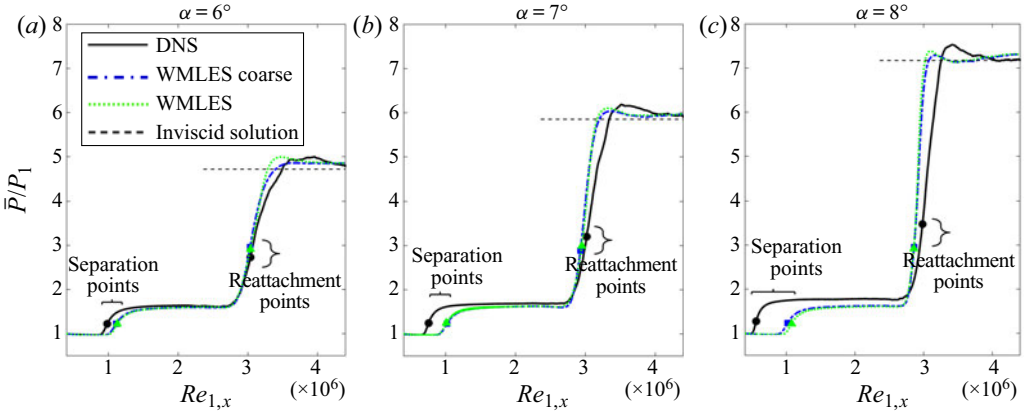 (a) α = 6°
(b) α = 7°
(c) α = 8°
DNS
WMLES coarse
WMLES
Inviscid solution
P̄/P₁
8
7
6
5
4
3
2
1
Separation
points
Reattachment
points
1
2
3
4
(×10⁶)
Re₁,ₓ
8
7
6
5
4
3
2
1
Separation
points
Reattachment
points
0
1
2
3
4
(×10⁶)
Re₁,ₓ
8
7
6
5
4
3
2
1
Separation
points
Reattachment
points
0
1
2
3
4
(×10⁶)
Re₁,ₓ